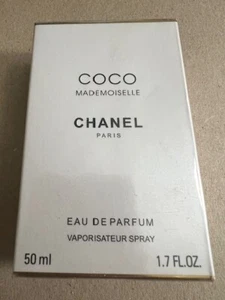 COCO
MADEMOISELLE
CHANEL
PARIS
EAU DE PARFUM
VAPORISATEUR SPRAY
50 ml 1.7 FL.OZ.